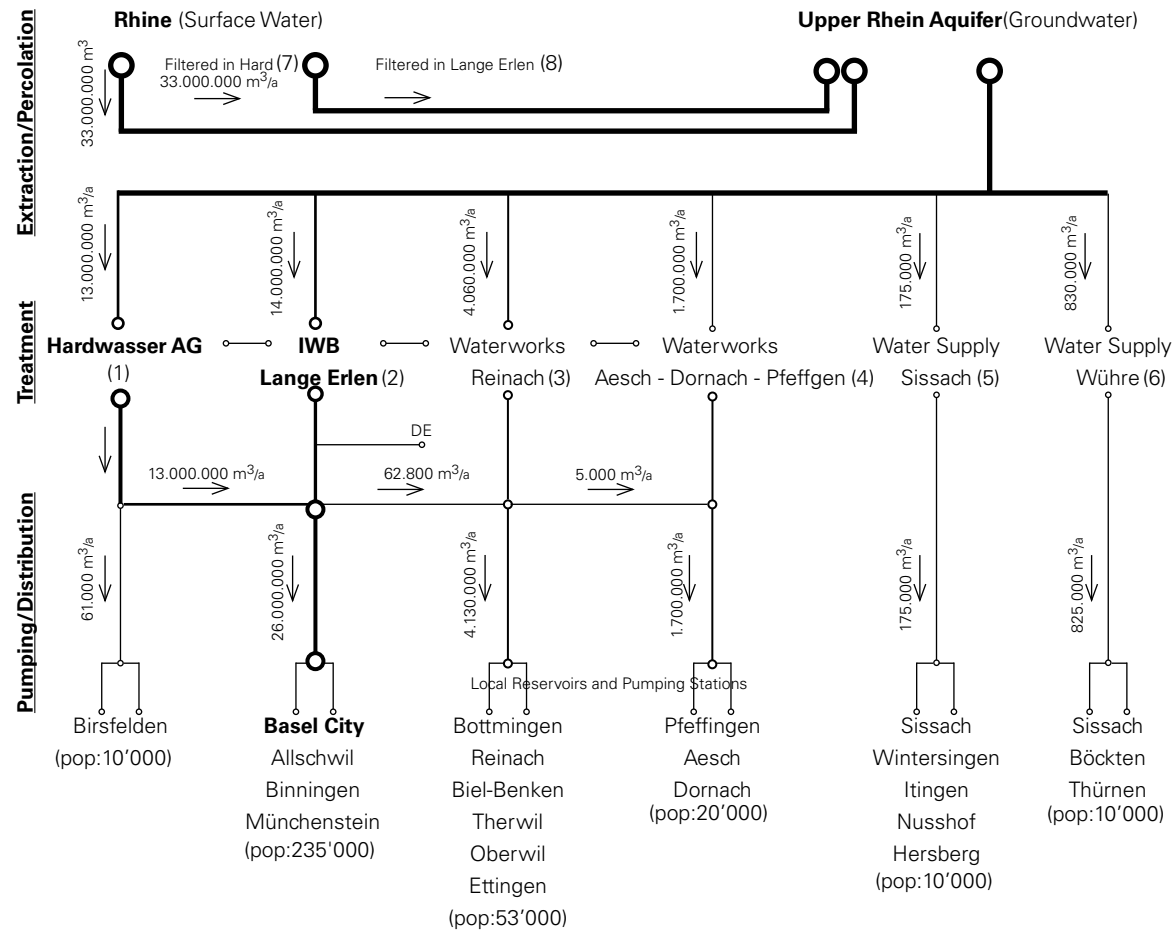 Rhine (Surface Water)
Upper Rhein Aquifer(Groundwater)
Extraction/Percolation
33.000.000 m³
Filtered in Hard (7)
33.000.000 m³/a
Filtered in Lange Erlen (8)
13.000.000 m³/a
14.000.000 m³/a
4.060.000 m³/a
1.700.000 m³/a
175.000 m³/a
830.000 m³/a
Treatment
Hardwasser AG
(1)
IWB
Lange Erlen (2)
Waterworks
Reinach (3)
Waterworks
Aesch - Dornach - Pfeffgen (4)
Water Supply
Sissach (5)
Water Supply
Wühre (6)
DE
Pumping/Distribution
13.000.000 m³/a
62.800 m³/a
5.000 m³/a
61.000 m³/a
26.000.000 m³/a
4.130.000 m³/a
1.700.000 m³/a
175.000 m³/a
825.000 m³/a
Local Reservoirs and Pumping Stations
Birsfelden
(pop:10'000)
Basel City
Allschwil
Binningen
Münchenstein
(pop:235'000)
Bottmingen
Reinach
Biel-Benken
Therwil
Oberwil
Ettingen
(pop:53'000)
Pfeffingen
Aesch
Dornach
(pop:20'000)
Sissach
Wintersingen
Itingen
Nusshof
Hersberg
(pop:10'000)
Sissach
Böckten
Thürnen
(pop:10'000)